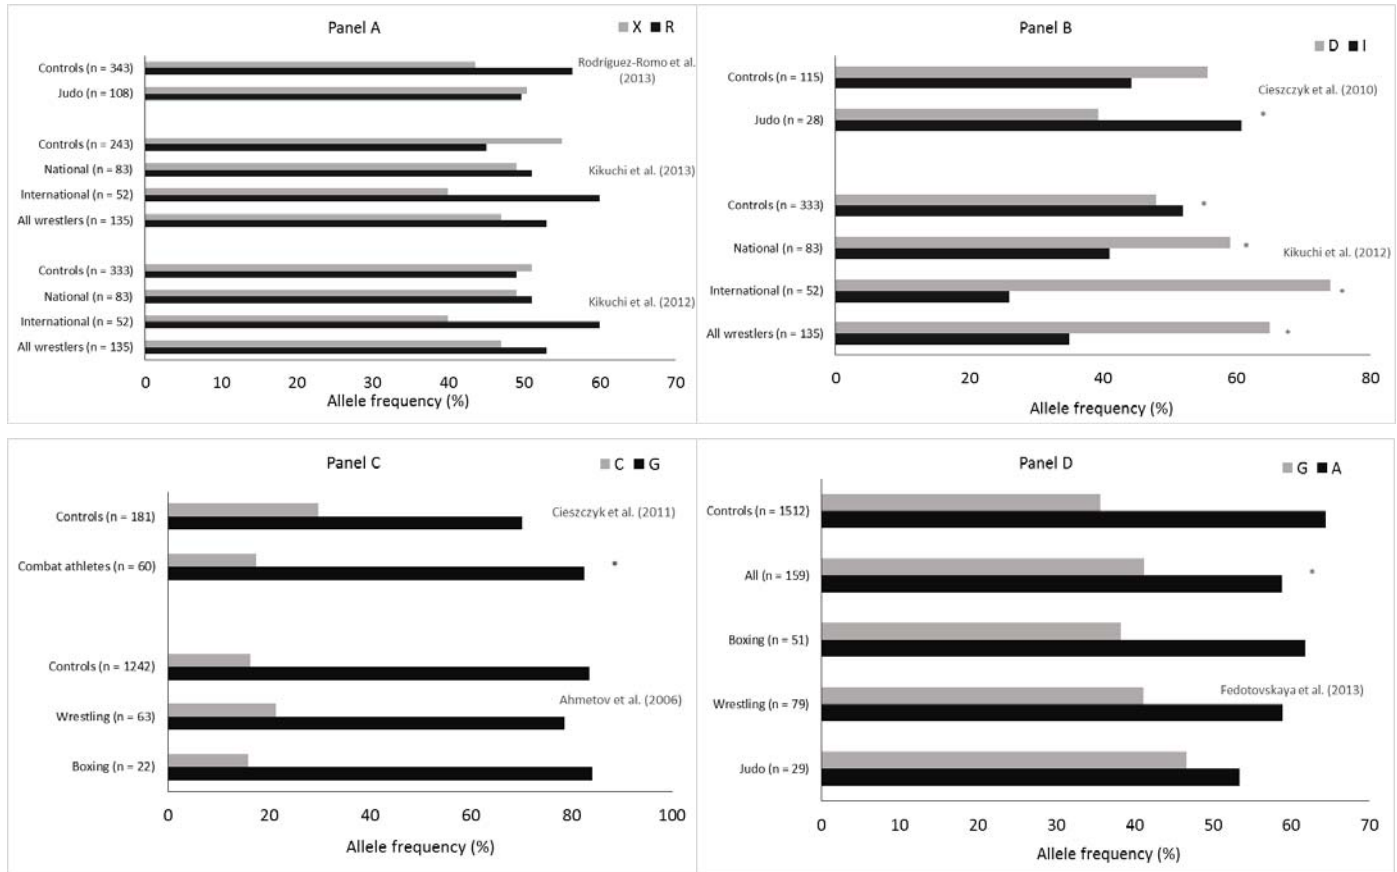 Panel A
X R
Controls (n = 343)
Rodríguez-Romo et al.
(2013)
Judo (n = 108)
Controls (n = 243)
National (n = 83)
Kikuchi et al. (2013)
International (n = 52)
All wrestlers (n = 135)
Controls (n = 333)
National (n = 83)
Kikuchi et al. (2012)
International (n = 52)
All wrestlers (n = 135)
0 10 20 30 40 50 60 70
Allele frequency (%)
Panel B
D I
Controls (n = 115)
Cieszczyk et al. (2010)
Judo (n = 28)
*
Controls (n = 333)
*
National (n = 83)
*
Kikuchi et al. (2012)
International (n = 52)
*
All wrestlers (n = 135)
*
0 20 40 60 80
Allele frequency (%)
Panel C
C G
Controls (n = 181)
Cieszczyk et al. (2011)
Combat athletes (n = 60)
*
Controls (n = 1242)
Ahmetov et al. (2006)
Wrestling (n = 63)
Boxing (n = 22)
0 20 40 60 80 100
Allele frequency (%)
Panel D
G A
Controls (n = 1512)
All (n = 159)
*
Boxing (n = 51)
Fedotovskaya et al. (2013)
Wrestling (n = 79)
Judo (n = 29)
0 10 20 30 40 50 60 70
Allele frequency (%)